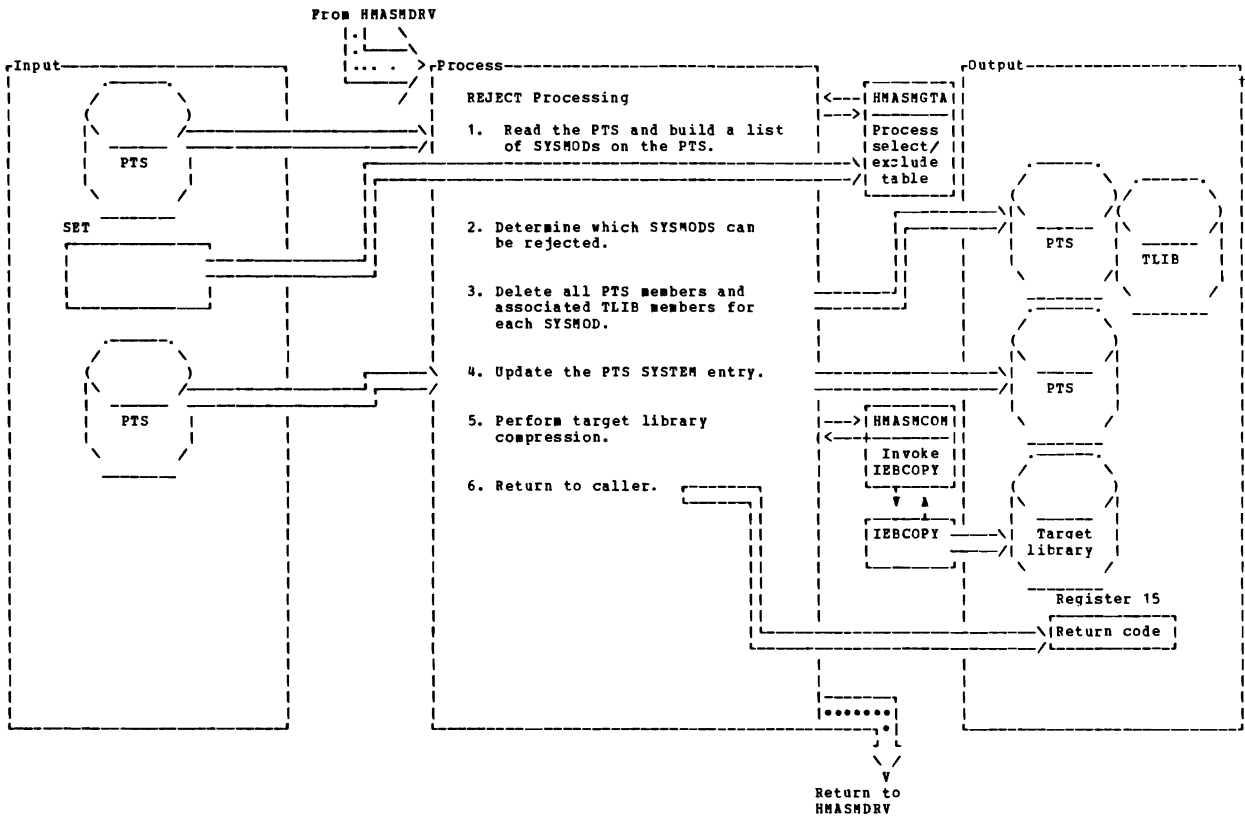 From HMASMDRV
Input
PTS
SET
PTS
Process
REJECT Processing
1. Read the PTS and build a list
of SYSMODs on the PTS.
2. Determine which SYSMODS can
be rejected.
3. Delete all PTS members and
associated TLIB members for
each SYSMOD.
4. Update the PTS SYSTEM entry.
5. Perform target library
compression.
6. Return to caller.
HMASMGTA
Process
select/
exclude
table
HMASMCOM
Invoke
IEBCOPY
IEBCOPY
Output
PTS
TLIB
PTS
Target
library
Register 15
Return code
Return to
HMASMDRV